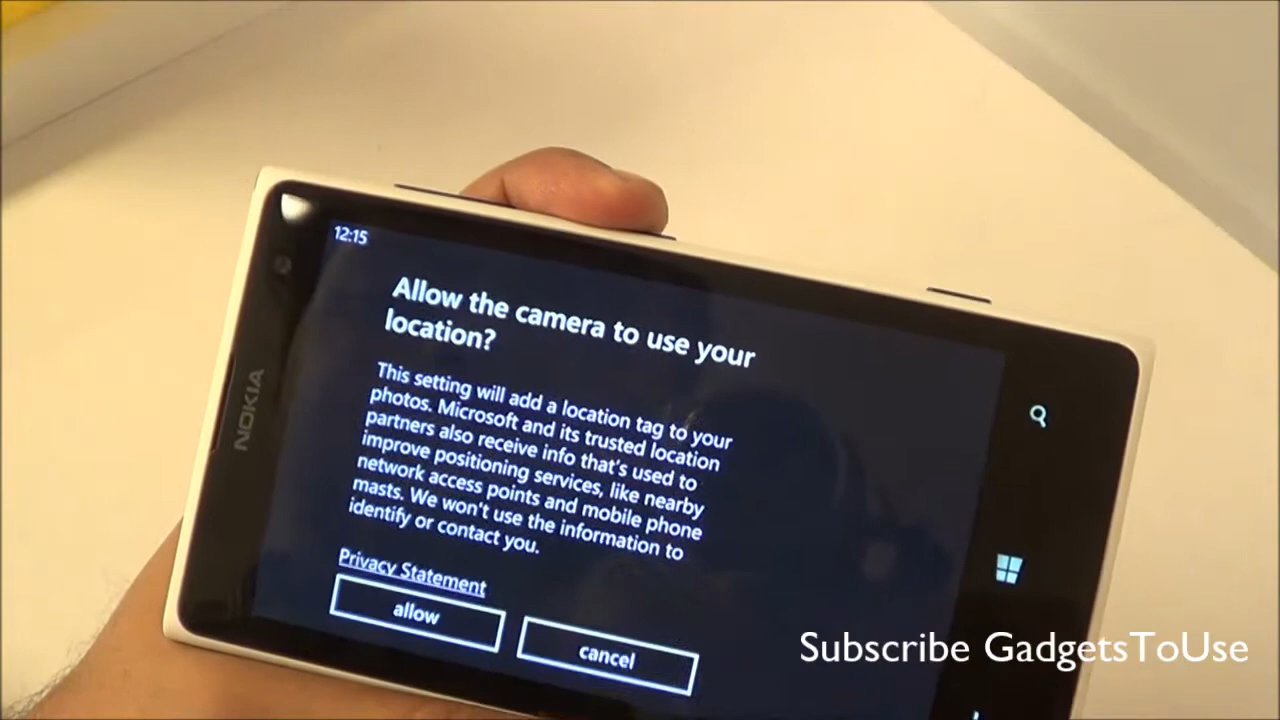 12:15
Allow the camera to use your
location?
This setting will add a location tag to your
photos. Microsoft and its trusted location
partners also receive info that's used to
improve positioning services, like nearby
network access points and mobile phone
masts. We won't use the information to
identify or contact you.
Privacy Statement
allow
cancel
NOKIA
Subscribe GadgetsToUse